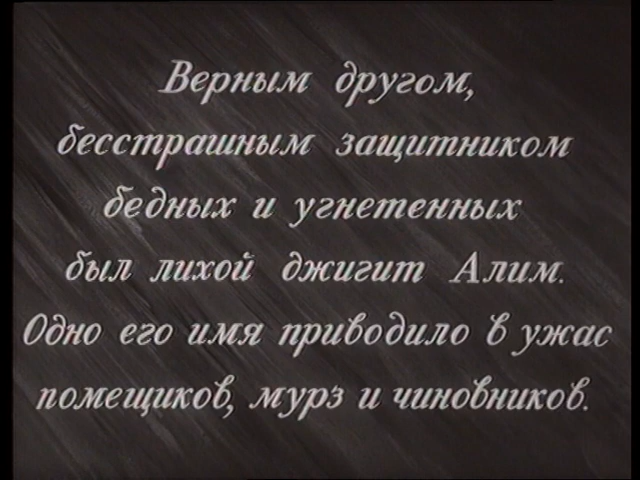 Верным другом,
бесстрашным защитником
бедных и угнетенных
был лихой джигит Алим.
Одно его имя приводило в ужас
помещиков, мурз и чиновников.